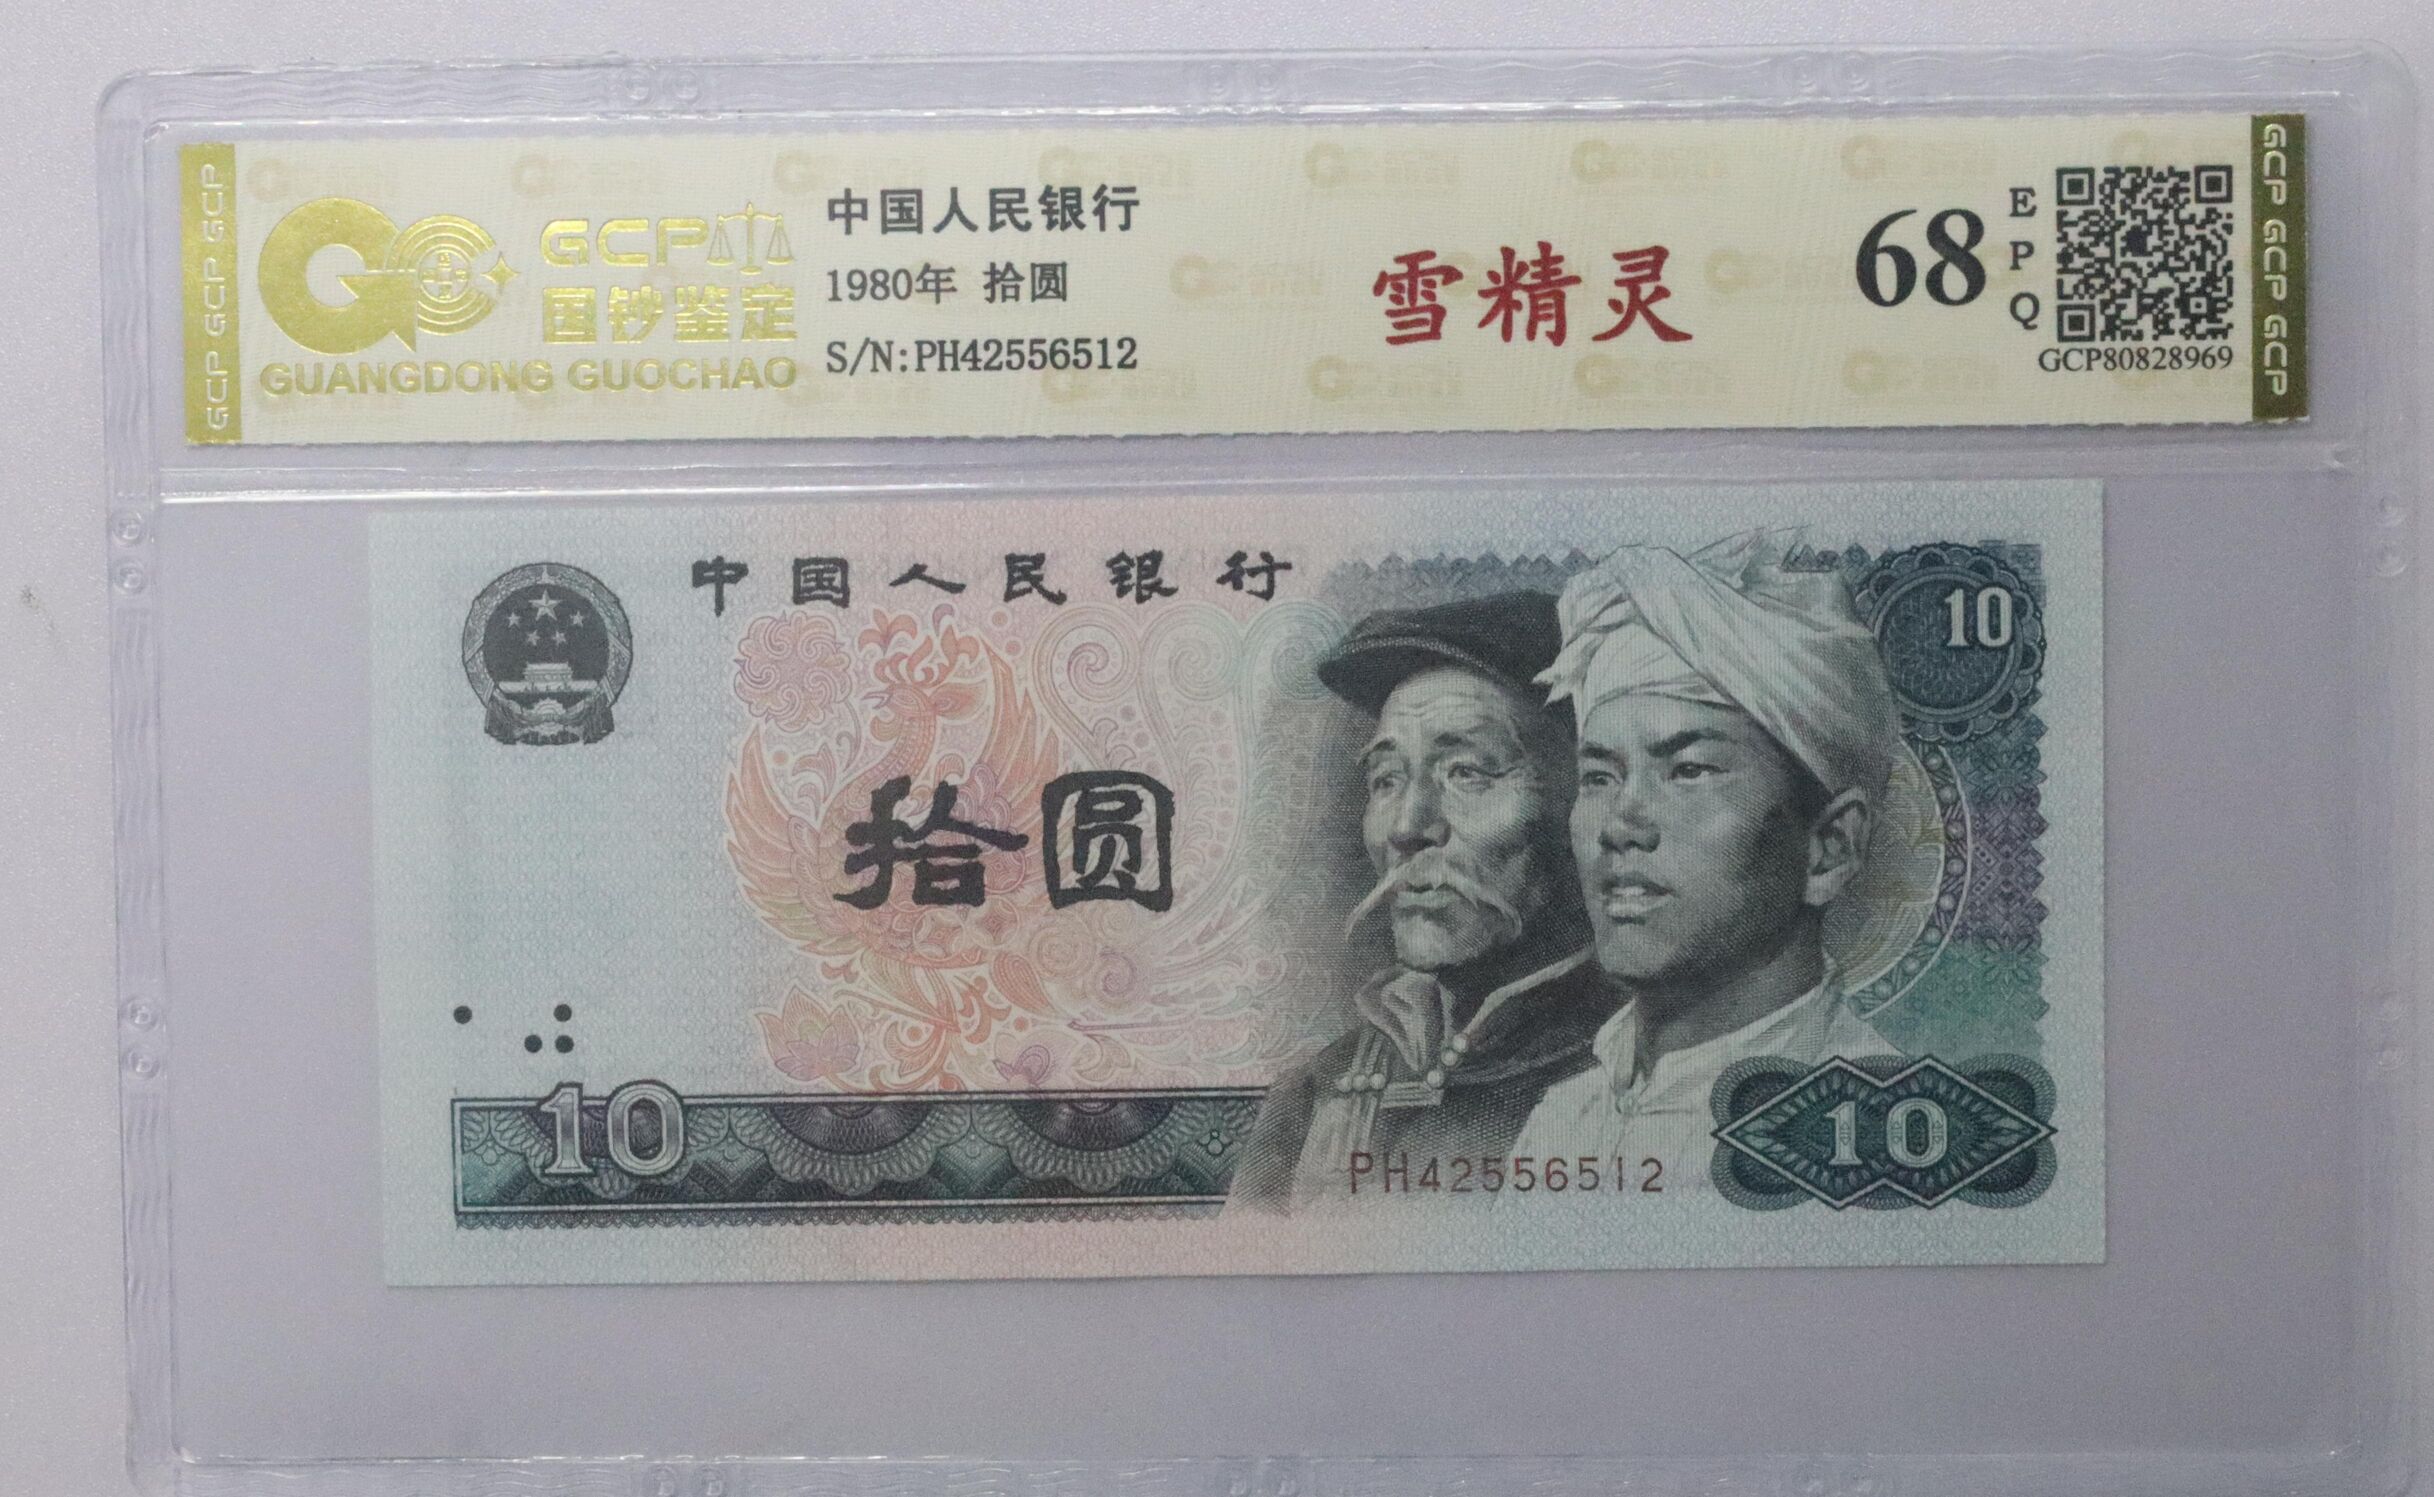 GCP GCP GCP
GCP
国钞鉴定
GUANGDONG GUOCHAO
中国人民银行
1980年 拾圆
S/N:PH42556512
雪精灵
68
EPQ
GCP80828969
GCP GCP GCP
中国人民银行
10
拾圆
10
PH42556512
10